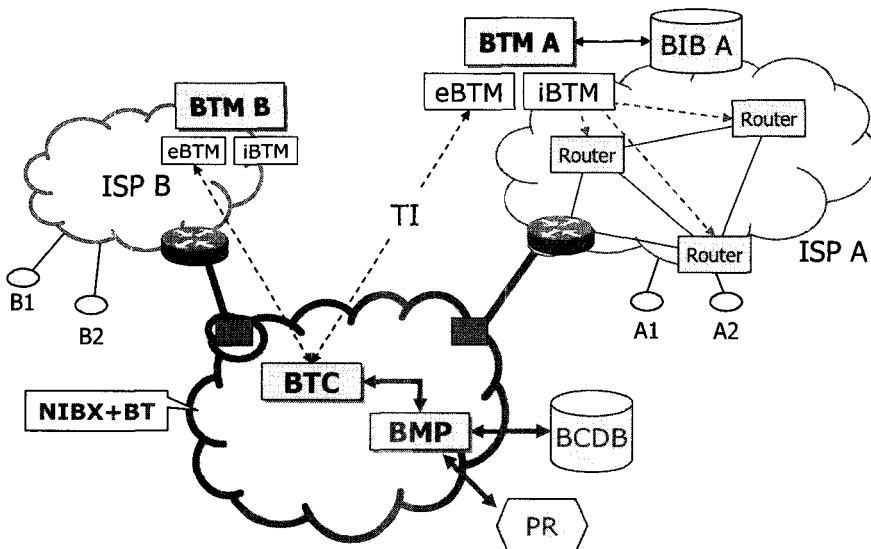 BTM A
BIB A
eBTM
iBTM
BTM B
eBTM
iBTM
Router
Router
ISP B
TI
Router
ISP A
B1
B2
A1
A2
BTC
NIBX+BT
BMP
BCDB
PR